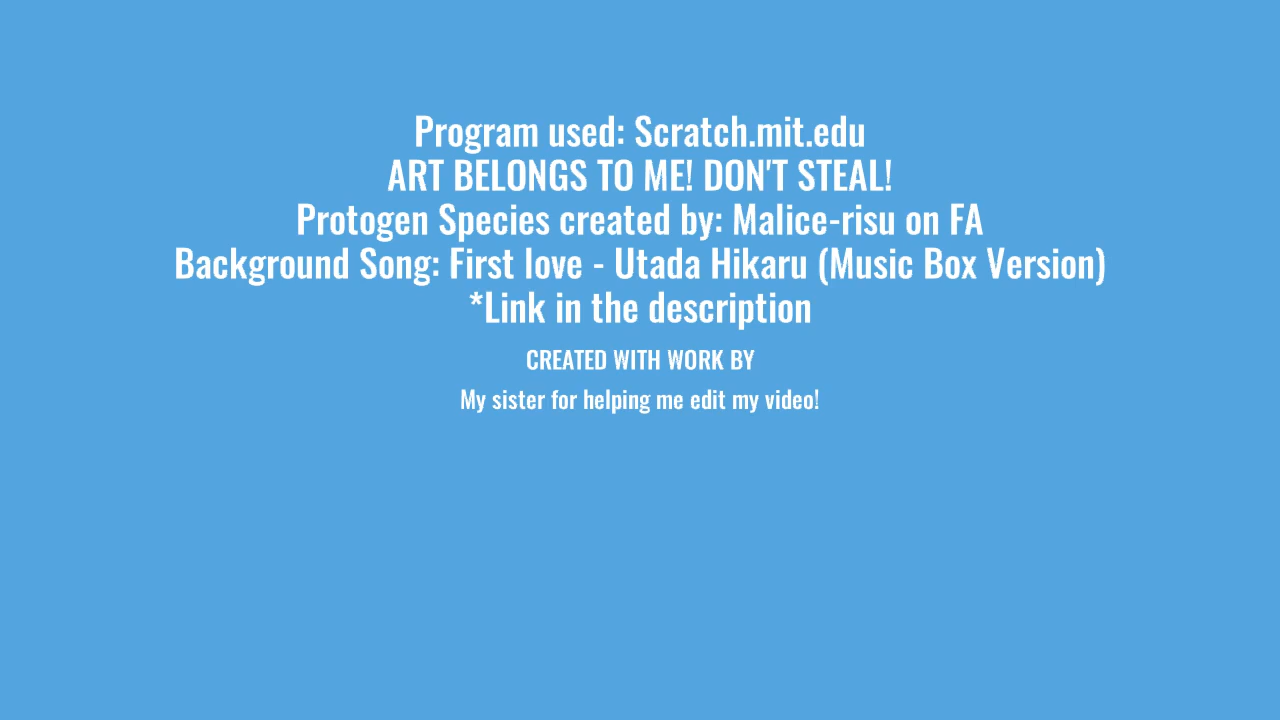 Program used: Scratch.mit.edu
ART BELONGS TO ME! DON'T STEAL!
Protogen Species created by: Malice-risu on FA
Background Song: First love - Utada Hikaru (Music Box Version)
*Link in the description
CREATED WITH WORK BY
My sister for helping me edit my video!